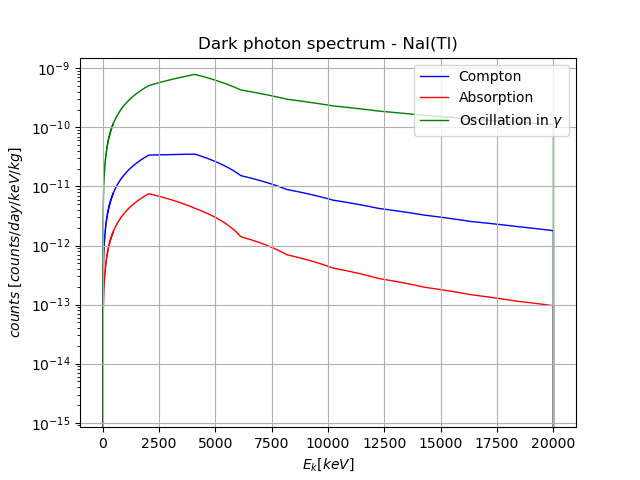 Dark photon spectrum - NaI(Tl)
Compton
Absorption
Oscillation in γ
10⁻⁹
10⁻¹⁰
10⁻¹¹
10⁻¹²
10⁻¹³
10⁻¹⁴
10⁻¹⁵
counts [counts/day/keV/kg]
0 2500 5000 7500 10000 12500 15000 17500 20000
E_k[keV]